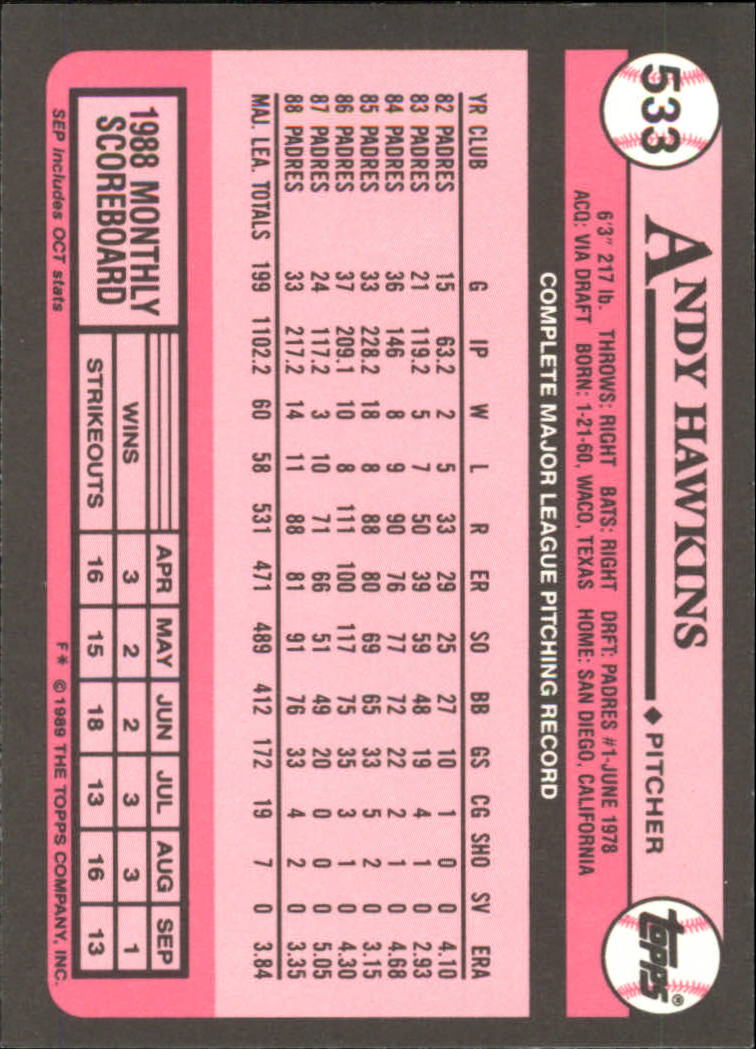 533
ANDY HAWKINS ◆ PITCHER
topps®
6'3" 217 lb. THROWS: RIGHT BATS: RIGHT DRFT: PADRES #1-JUNE 1978
ACQ: VIA DRAFT BORN: 1-21-60, WACO, TEXAS HOME: SAN DIEGO, CALIFORNIA
COMPLETE MAJOR LEAGUE PITCHING RECORD
YR CLUB G IP W L R ER SO BB GS CG SHO SV ERA
82 PADRES 15 63.2 2 5 33 29 25 27 10 1 0 0 4.10
83 PADRES 21 119.2 5 7 50 39 59 48 19 4 1 0 2.93
84 PADRES 36 146 8 9 90 76 77 72 22 2 1 0 4.68
85 PADRES 33 228.2 18 8 88 80 69 65 33 5 2 0 3.15
86 PADRES 37 209.1 10 8 111 100 117 75 35 3 1 0 4.30
87 PADRES 24 117.2 3 10 71 66 51 49 20 0 0 0 5.05
88 PADRES 33 217.2 14 11 88 81 91 76 33 4 2 0 3.35
MAJ. LEA. TOTALS 199 1102.2 60 58 531 471 489 412 172 19 7 0 3.84
1988 MONTHLY
SCOREBOARD
APR MAY JUN JUL AUG SEP
WINS 3 2 2 3 3 1
STRIKEOUTS 16 15 18 13 16 13
SEP includes OCT stats
F* ©1989 THE TOPPS COMPANY, INC.